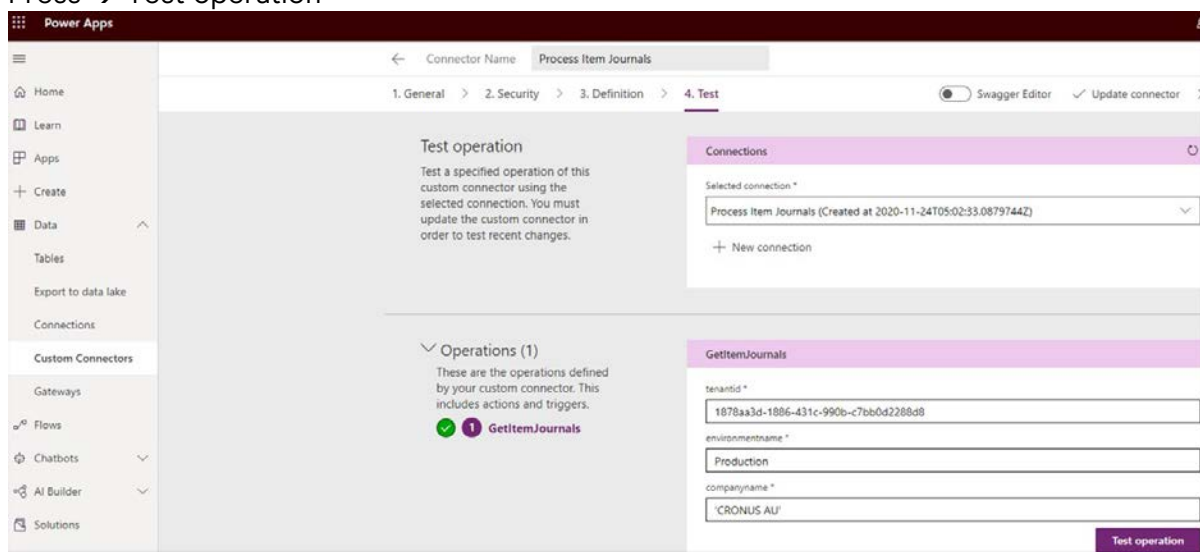 Press → Test operation
Power Apps
Connector Name Process Item Journals
Home
1. General > 2. Security > 3. Definition > 4. Test Swagger Editor Update connector
Learn
Apps
Create
Data
Tables
Export to data lake
Connections
Custom Connectors
Gateways
Flows
Chatbots
AI Builder
Solutions
Test operation
Test a specified operation of this
custom connector using the
selected connection. You must
update the custom connector in
order to test recent changes.
Connections
Selected connection *
Process Item Journals (Created at 2020-11-24T05:02:33.0879744Z)
+ New connection
Operations (1)
These are the operations defined
by your custom connector. This
includes actions and triggers.
1 GetItemJournals
GetItemJournals
tenantid *
1878aa3d-1886-431c-990b-c7bb0d2288d8
environmentname *
Production
companyname *
'CRONUS AU'
Test operation